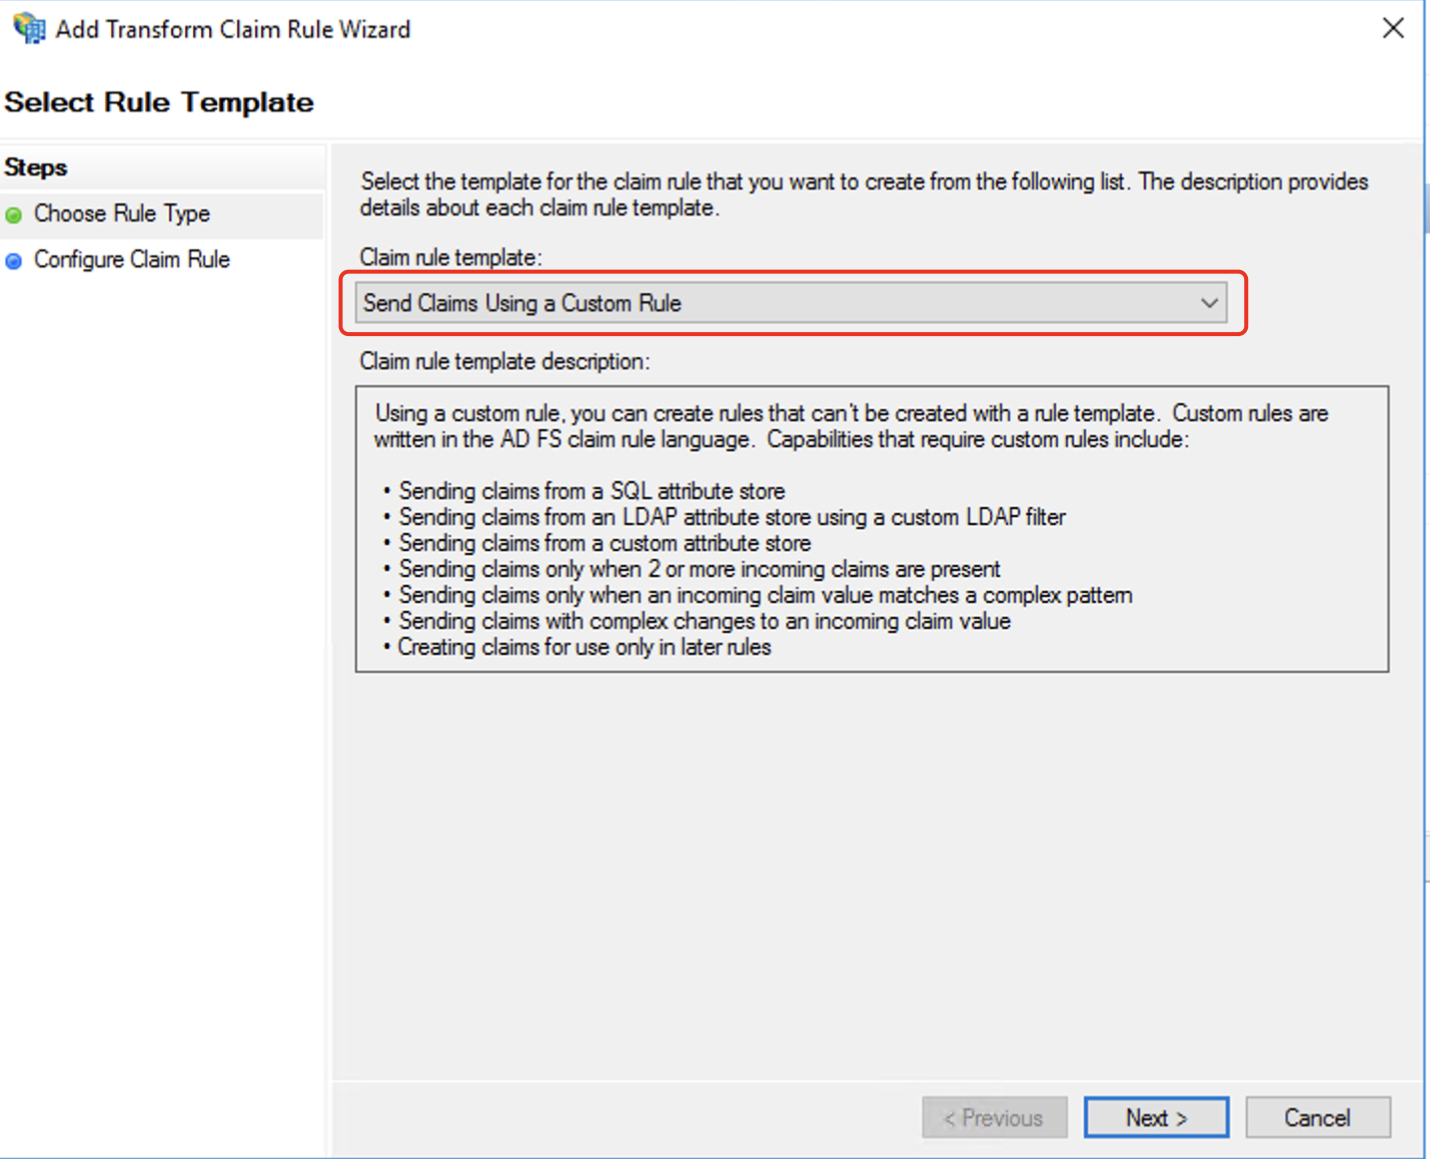 Add Transform Claim Rule Wizard
Select Rule Template
Steps
Choose Rule Type
Configure Claim Rule
Select the template for the claim rule that you want to create from the following list. The description provides
details about each claim rule template.
Claim rule template:
Send Claims Using a Custom Rule
Claim rule template description:
Using a custom rule, you can create rules that can't be created with a rule template. Custom rules are
written in the AD FS claim rule language. Capabilities that require custom rules include:
• Sending claims from a SQL attribute store
• Sending claims from an LDAP attribute store using a custom LDAP filter
• Sending claims from a custom attribute store
• Sending claims only when 2 or more incoming claims are present
• Sending claims only when an incoming claim value matches a complex pattern
• Sending claims with complex changes to an incoming claim value
• Creating claims for use only in later rules
< Previous
Next >
Cancel